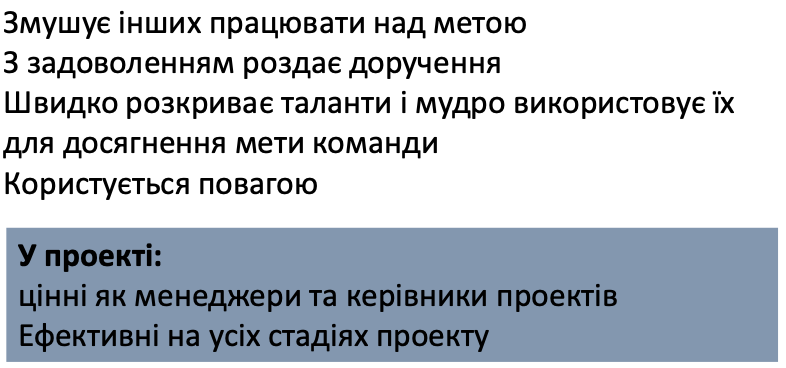 Змушує інших працювати над метою
З задоволенням роздає доручення
Швидко розкриває таланти і мудро використовує їх
для досягнення мети команди
Користується повагою
У проекті:
цінні як менеджери та керівники проектів
Ефективні на усіх стадіях проекту